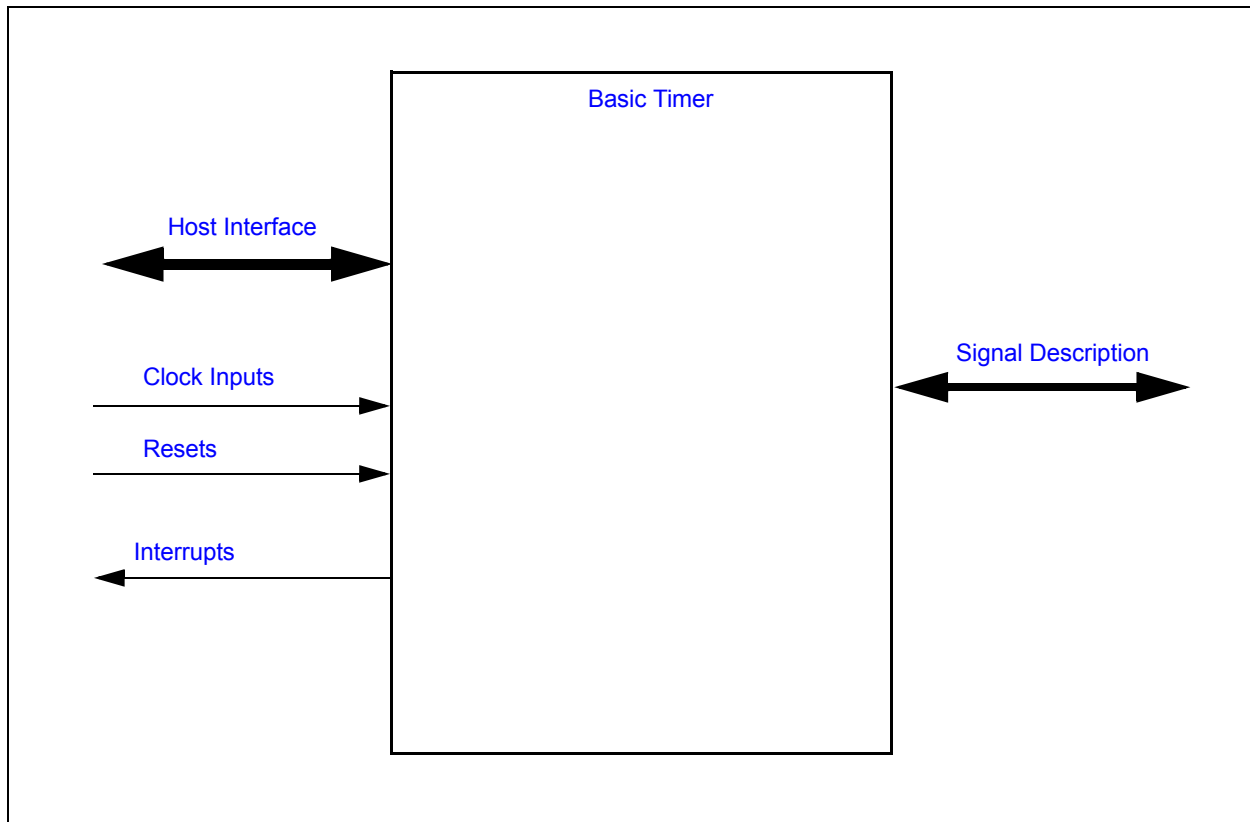 Basic Timer
Host Interface
Signal Description
Clock Inputs
Resets
Interrupts